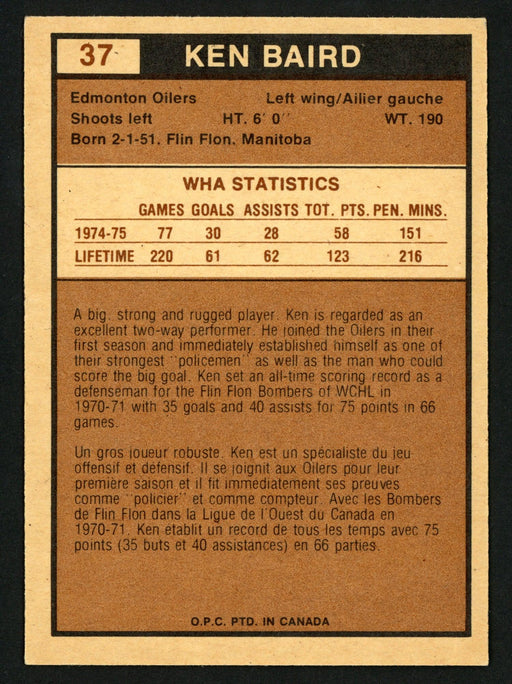 37 KEN BAIRD
Edmonton Oilers Left wing/Ailier gauche
Shoots left HT. 6' 0" WT. 190
Born 2-1-51, Flin Flon, Manitoba
WHA STATISTICS
GAMES GOALS ASSISTS TOT. PTS. PEN. MINS.
1974-75 77 30 28 58 151
LIFETIME 220 61 62 123 216
A big, strong and rugged player. Ken is regarded as an
excellent two-way performer. He joined the Oilers in their
first season and immediately established himself as one of
their strongest "policemen" as well as the man who could
score the big goal. Ken set an all-time scoring record as a
defenseman for the Flin Flon Bombers of WCHL in
1970-71 with 35 goals and 40 assists for 75 points in 66
games.
Un gros joueur robuste. Ken est un spécialiste du jeu
offensif et défensif. Il se joignit aux Oilers pour leur
première saison et il fit immédiatement ses preuves
comme "policier" et comme compteur. Avec les Bombers
de Flin Flon dans la Ligue de l'Ouest du Canada en
1970-71. Ken établit un record de tous les temps avec 75
points (35 buts et 40 assistances) en 66 parties.
O.P.C. PTD. IN CANADA